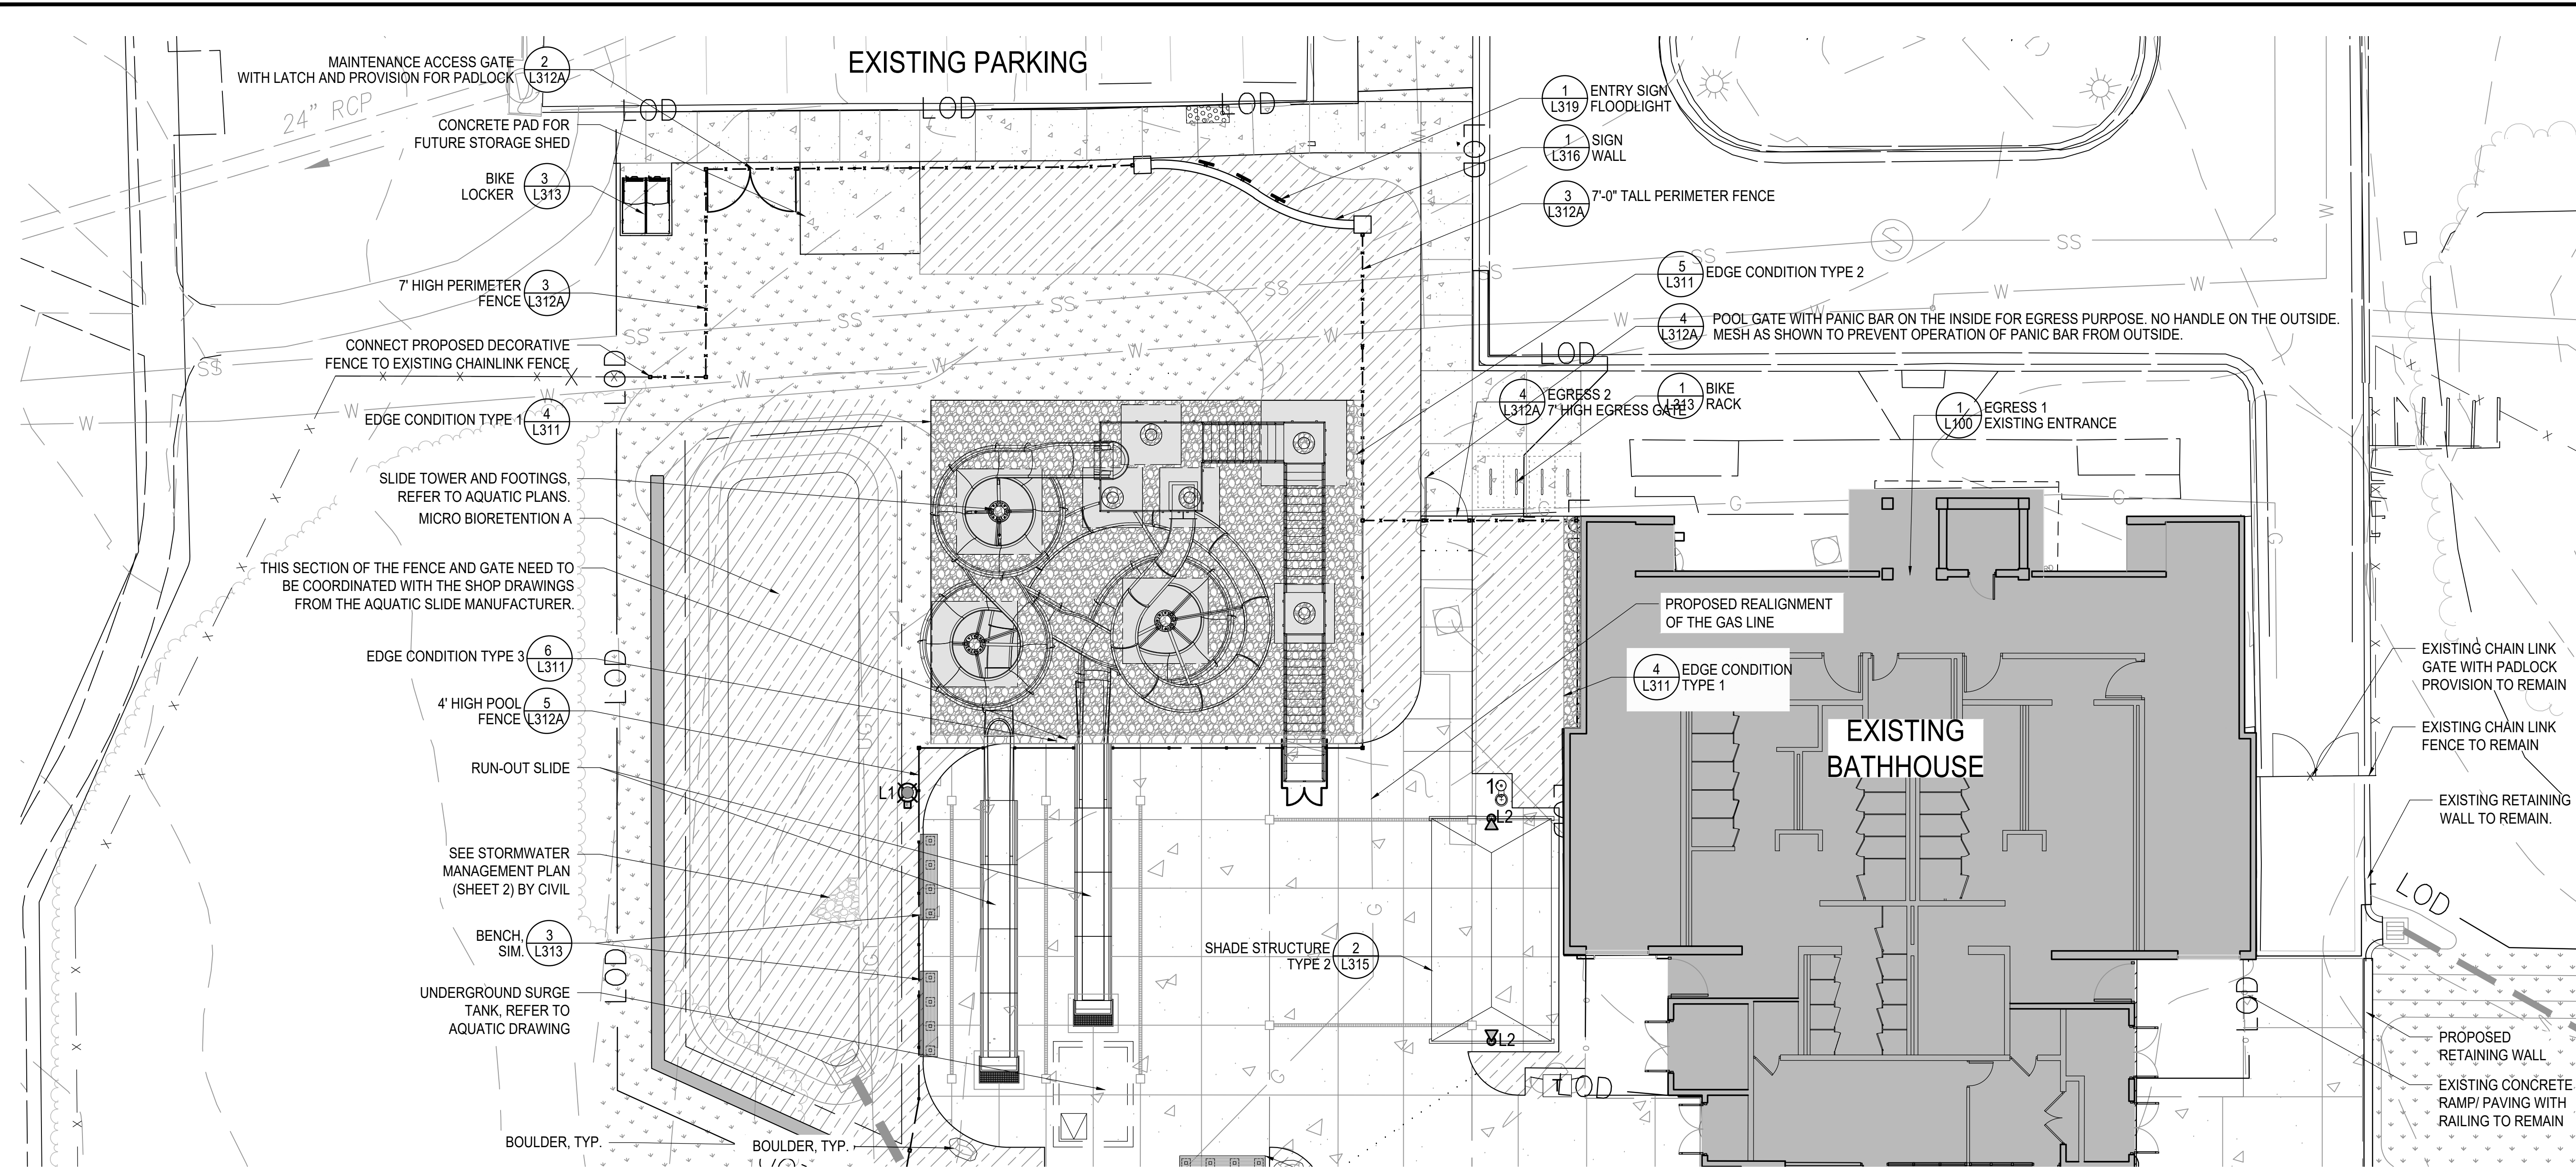 EXISTING PARKING
MAINTENANCE ACCESS GATE
WITH LATCH AND PROVISION FOR PADLOCK
2
L312A
24" RCP
LOD
LOD
LOD
LOD
CONCRETE PAD FOR
FUTURE STORAGE SHED
BIKE
LOCKER
3
L313
7' HIGH PERIMETER
FENCE
3
L312A
CONNECT PROPOSED DECORATIVE
FENCE TO EXISTING CHAINLINK FENCE
LOD
EDGE CONDITION TYPE 1
4
L311
SLIDE TOWER AND FOOTINGS,
REFER TO AQUATIC PLANS.
MICRO BIORETENTION A
THIS SECTION OF THE FENCE AND GATE NEED TO
BE COORDINATED WITH THE SHOP DRAWINGS
FROM THE AQUATIC SLIDE MANUFACTURER.
EDGE CONDITION TYPE 3
6
L311
LOD
4' HIGH POOL
FENCE
5
L312A
RUN-OUT SLIDE
L1
SEE STORMWATER
MANAGEMENT PLAN
(SHEET 2) BY CIVIL
BENCH,
SIM.
3
L313
LOD
UNDERGROUND SURGE
TANK, REFER TO
AQUATIC DRAWING
BOULDER, TYP.
BOULDER, TYP.
1
L319
ENTRY SIGN
FLOODLIGHT
1
L316
SIGN
WALL
3
L312A
7'-0" TALL PERIMETER FENCE
S
SS
SS
SS
SS
SS
SS
SS
W
W
W
W
W
W
W
W
W
W
5
L311
EDGE CONDITION TYPE 2
4
L312A
POOL GATE WITH PANIC BAR ON THE INSIDE FOR EGRESS PURPOSE. NO HANDLE ON THE OUTSIDE.
MESH AS SHOWN TO PREVENT OPERATION OF PANIC BAR FROM OUTSIDE.
LOD
4
L312A
EGRESS 2
7' HIGH EGRESS GATE
1
L313
BIKE
RACK
1
L100
EGRESS 1
EXISTING ENTRANCE
G
G
G
G
PROPOSED REALIGNMENT
OF THE GAS LINE
4
L311
EDGE CONDITION
TYPE 1
EXISTING
BATHHOUSE
1
L2
SHADE STRUCTURE
TYPE 2
2
L315
L2
G
G
LOD
EXISTING CHAIN LINK
GATE WITH PADLOCK
PROVISION TO REMAIN
EXISTING CHAIN LINK
FENCE TO REMAIN
EXISTING RETAINING
WALL TO REMAIN.
LOD
LOD
PROPOSED
RETAINING WALL
EXISTING CONCRETE
RAMP/ PAVING WITH
RAILING TO REMAIN